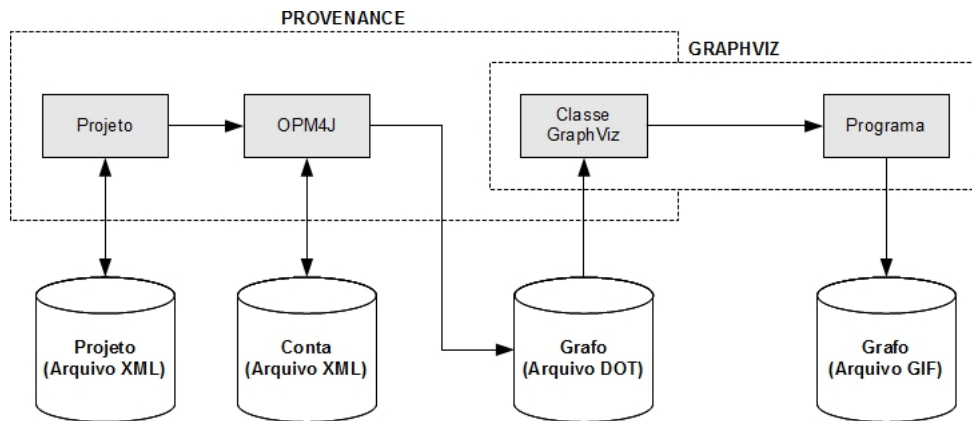 PROVENANCE
GRAPHVIZ
Projeto
OPM4J
Classe
GraphViz
Programa
Projeto
(Arquivo XML)
Conta
(Arquivo XML)
Grafo
(Arquivo DOT)
Grafo
(Arquivo GIF)